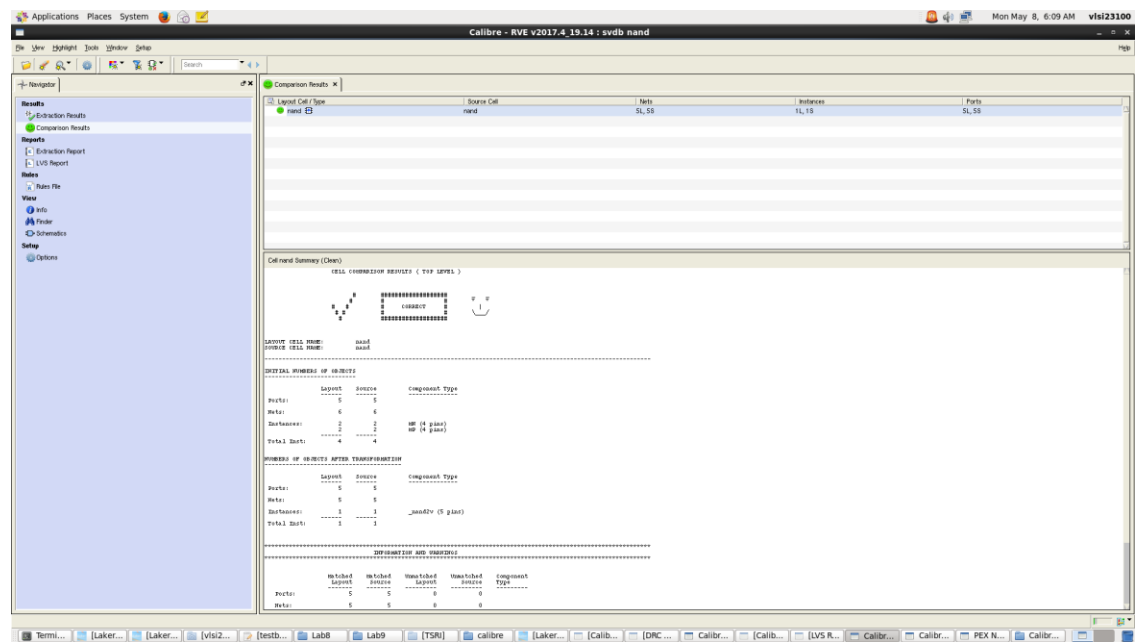 Applications Places System Mon May 8, 6:09 AM vlsi23100
Calibre - RVE v2017.4_19.14 : svdb nand
File View Highlight Tools Window Setup Help
Search
Navigator
Comparison Results
Results
Extraction Results
Comparison Results
Reports
Extraction Report
LVS Report
Rules
Rules File
View
Info
Finder
Schematics
Setup
Options
Layout Cell / Type Source Cell Nets Instances Ports
nand nand 5L, 5S 1L, 1S 5L, 5S
Cell nand Summary (Clean)
CELL COMPARISON RESULTS ( TOP LEVEL )
CORRECT
LAYOUT CELL NAME: nand
SOURCE CELL NAME: nand
INITIAL NUMBERS OF OBJECTS
Layout Source Component Type
Ports: 5 5
Nets: 6 6
Instances: 2 2 MN (4 pins)
2 2 MP (4 pins)
Total Inst: 4 4
NUMBERS OF OBJECTS AFTER TRANSFORMATION
Layout Source Component Type
Ports: 5 5
Nets: 5 5
Instances: 1 1 _nand2v (5 pins)
Total Inst: 1 1
INFORMATION AND WARNINGS
Matched Matched Unmatched Unmatched Component
Layout Source Layout Source Type
Ports: 5 5 0 0
Nets: 5 5 0 0
Termi... [Laker... [Laker... [vlsi2... [testb... Lab8 Lab9 [TSRI] calibre [Laker... [Calib... [DRC ... Calibr... [Calib... [LVS R... Calibr... Calibr... PEX N... Calibr...